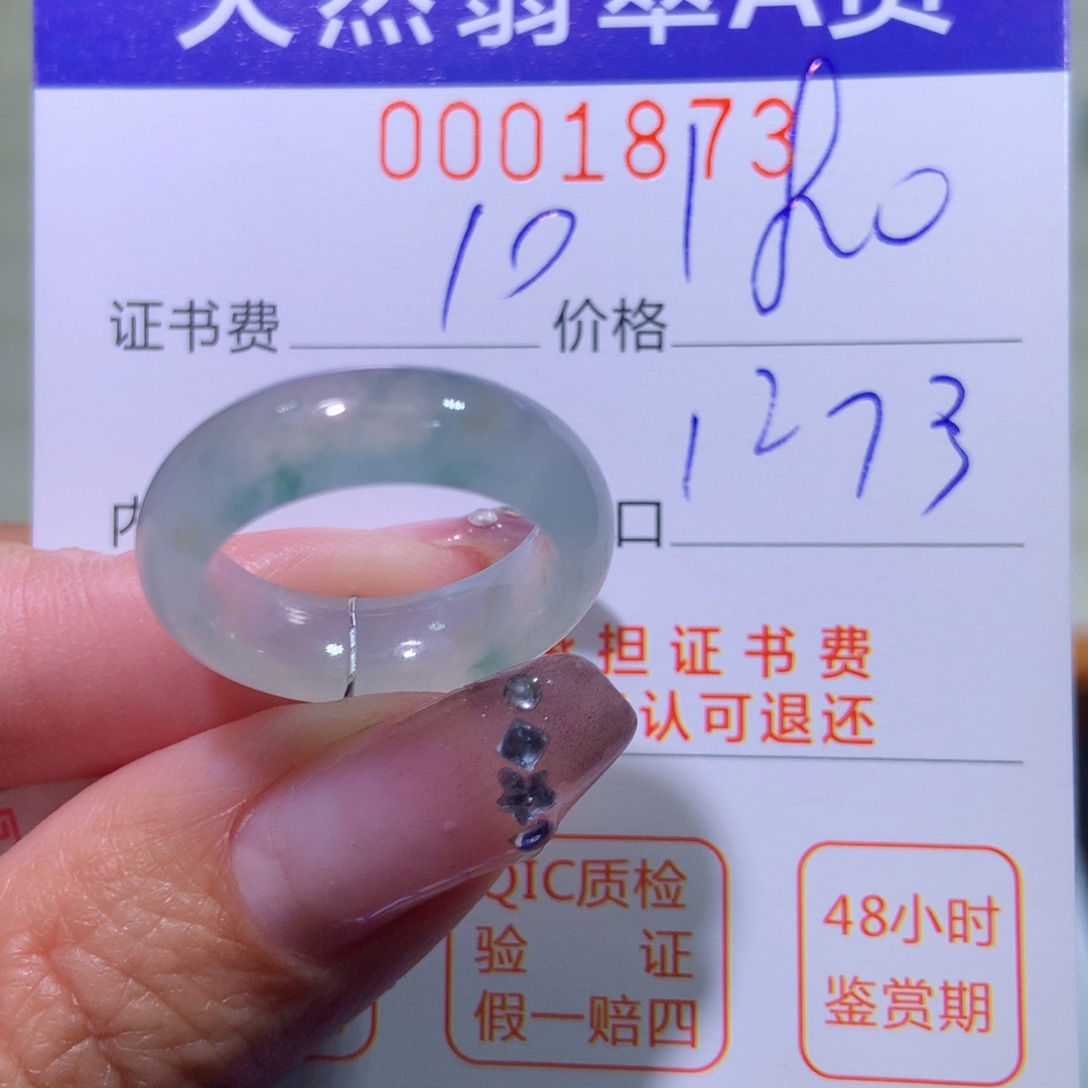 天然翡翠A货
0001873
证书费 10 价格 1800
内 口 1273
担证书费
认可退还
QIC质检
验 证
假一赔四
48小时
鉴赏期